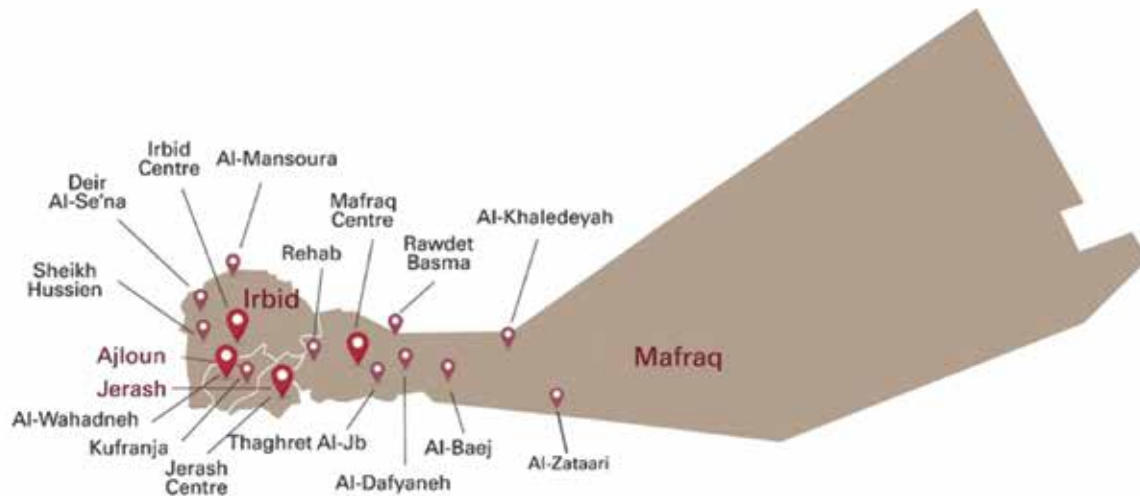 Irbid
Centre
Al-Mansoura
Deir
Al-Se'na
Mafraq
Centre
Al-Khaledeyah
Rehab
Rawdet
Basma
Sheikh
Hussien
Irbid
Ajloun
Mafraq
Jerash
Al-Wahadneh
Kufranja
Thaghret Al-Jb
Al-Baej
Al-Zataari
Jerash
Centre
Al-Dafyaneh